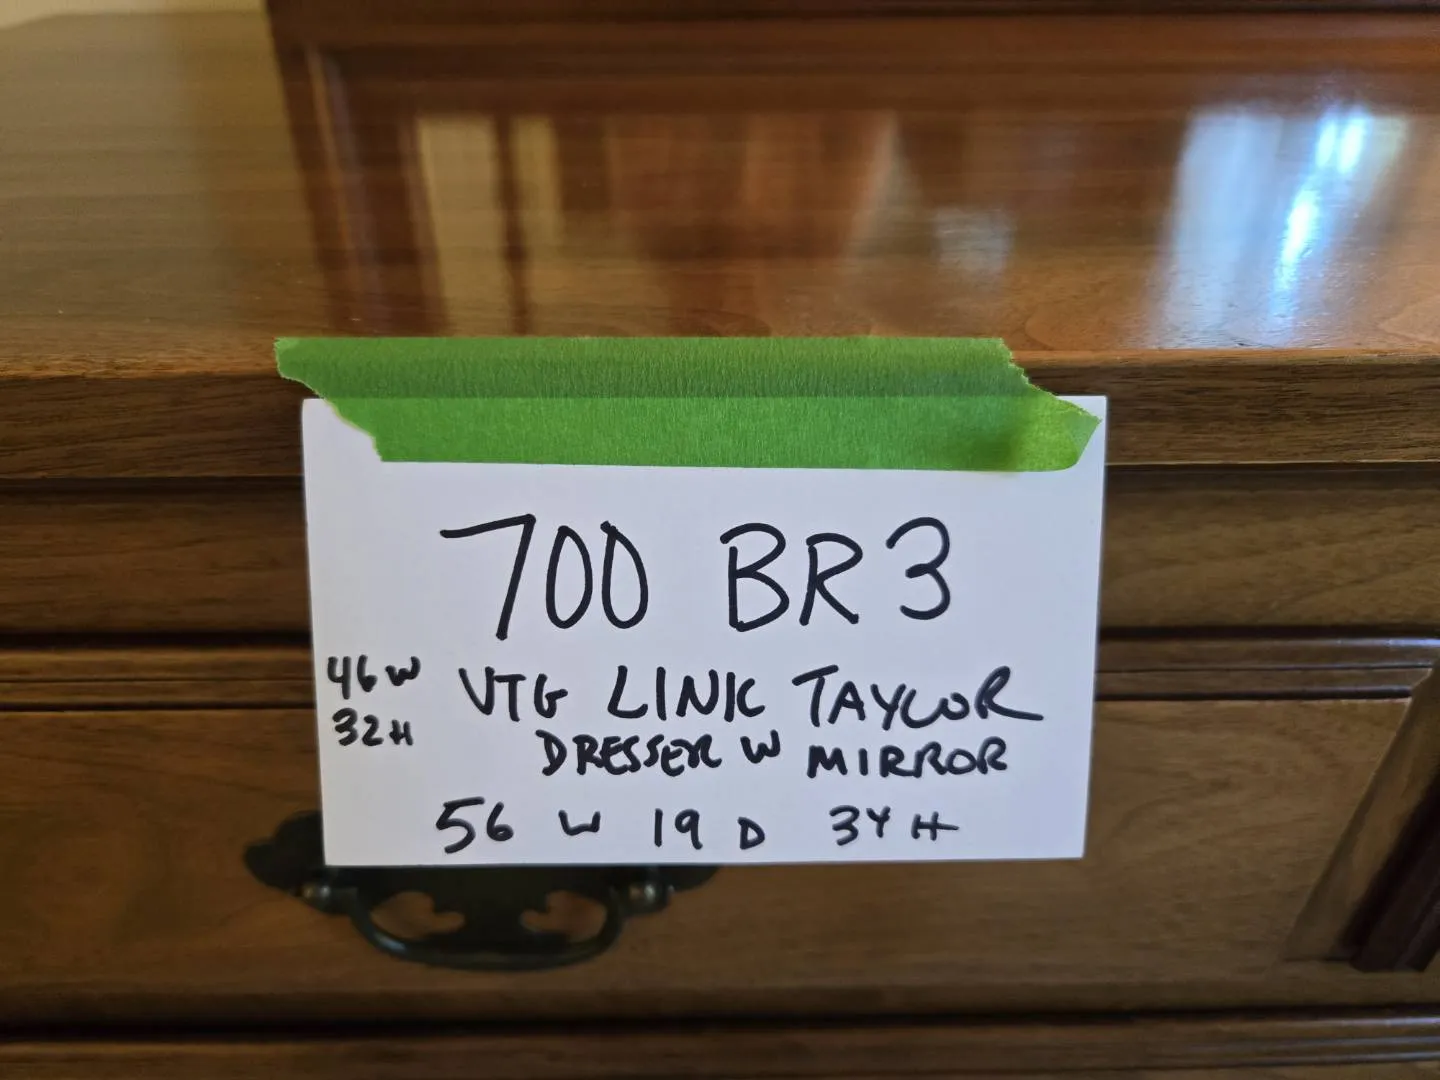 700 BR3
46W VTG LINK TAYLOR
32H DRESSER W MIRROR
56 W 19 D 34 H